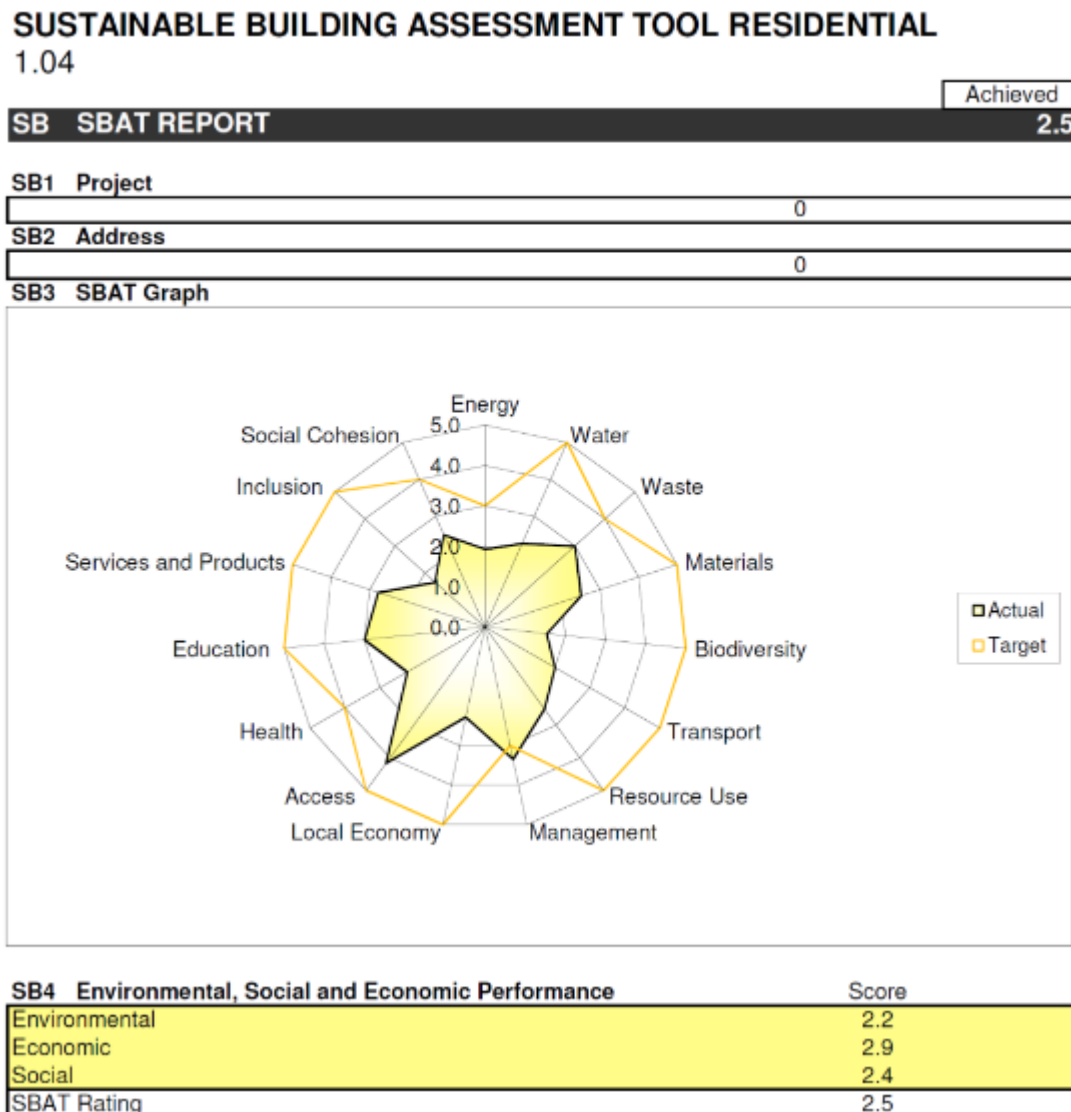 SUSTAINABLE BUILDING ASSESSMENT TOOL RESIDENTIAL
1.04
Achieved
SB SBAT REPORT 2.5
SB1 Project
0
SB2 Address
0
SB3 SBAT Graph
Energy
Social Cohesion 5.0 Water
4.0
Inclusion Waste
3.0
2.0
Services and Products Materials
1.0
Actual
0.0
Target
Education Biodiversity
Health Transport
Access Resource Use
Local Economy Management
SB4 Environmental, Social and Economic Performance Score
Environmental 2.2
Economic 2.9
Social 2.4
SBAT Rating 2.5